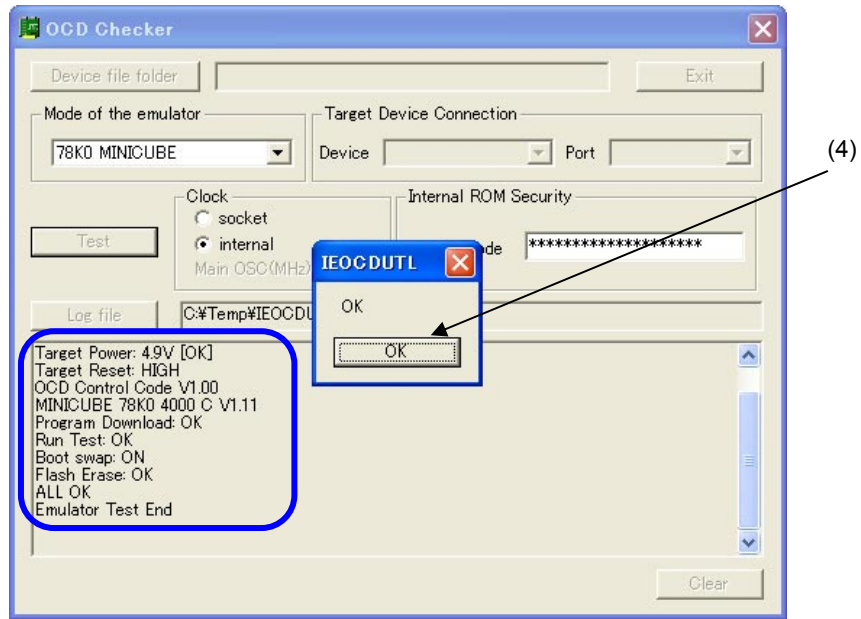 OCD Checker
Device file folder
Exit
Mode of the emulator
Target Device Connection
78K0 MINICUBE
Device
Port
(4)
Clock
Internal ROM Security
socket
Test
internal
Main OSC(MHz)
IEOCDUTL
ode
*********************
OK
OK
Log file
C:¥Temp¥IEOCDU
Target Power: 4.9V [OK]
Target Reset: HIGH
OCD Control Code V1.00
MINICUBE 78K0 4000 C V1.11
Program Download: OK
Run Test: OK
Boot swap: ON
Flash Erase: OK
ALL OK
Emulator Test End
Clear